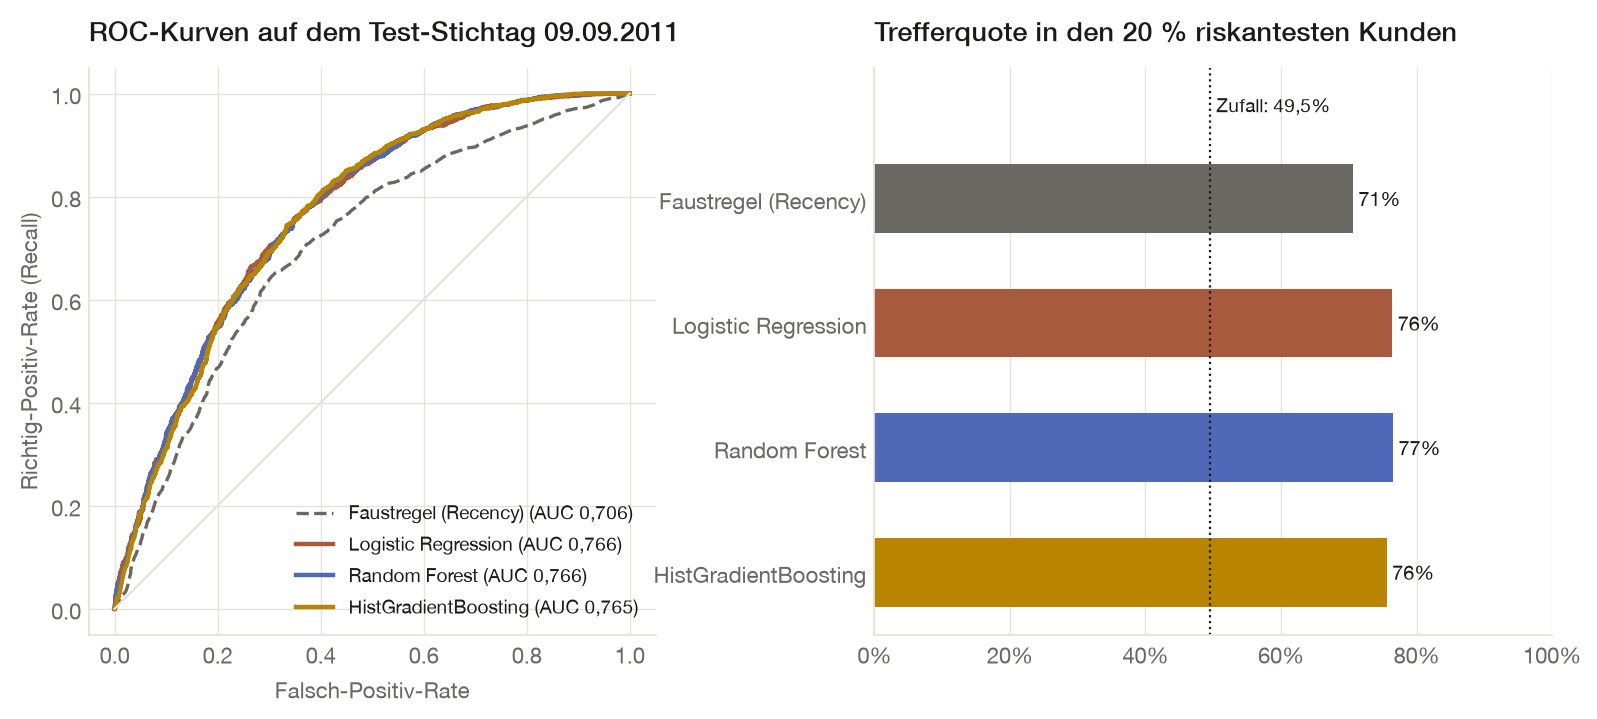 ROC-Kurven auf dem Test-Stichtag 09.09.2011
Richtig-Positiv-Rate (Recall)
1.0
0.8
0.6
0.4
0.2
0.0
Faustregel (Recency) (AUC 0,706)
Logistic Regression (AUC 0,766)
Random Forest (AUC 0,766)
HistGradientBoosting (AUC 0,765)
0.0 0.2 0.4 0.6 0.8 1.0
Falsch-Positiv-Rate
Trefferquote in den 20 % riskantesten Kunden
Zufall: 49,5%
Faustregel (Recency) 71%
Logistic Regression 76%
Random Forest 77%
HistGradientBoosting 76%
0% 20% 40% 60% 80% 100%